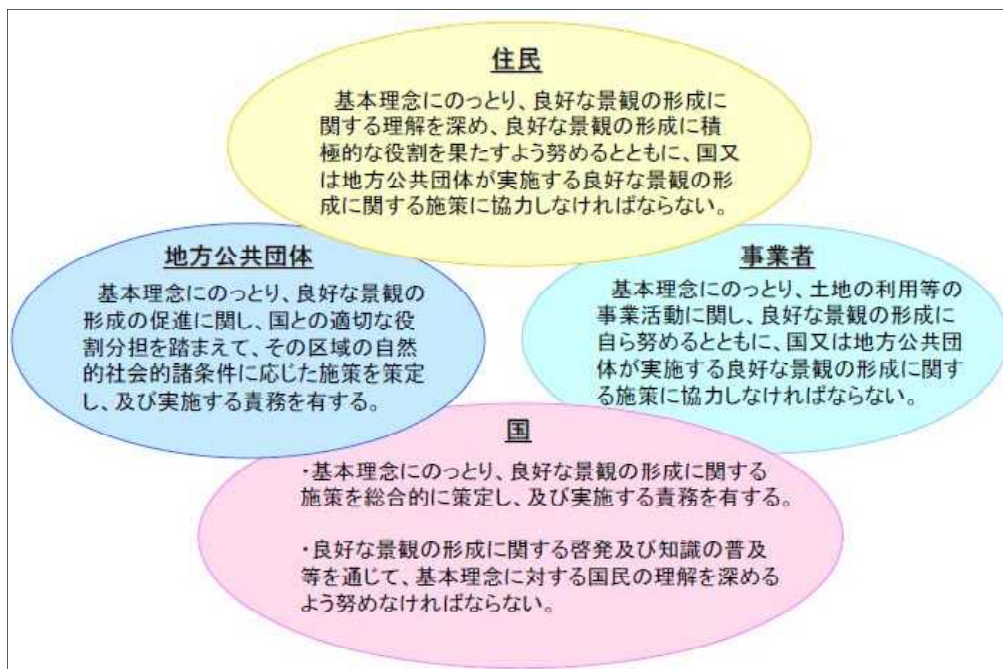 住民
基本理念にのっとり、良好な景観の形成に
関する理解を深め、良好な景観の形成に積
極的な役割を果たすよう努めるとともに、国又
は地方公共団体が実施する良好な景観の形
成に関する施策に協力しなければならない。
地方公共団体
基本理念にのっとり、良好な景観の
形成の促進に関し、国との適切な役
割分担を踏まえて、その区域の自然
的社会的諸条件に応じた施策を策定
し、及び実施する責務を有する。
事業者
基本理念にのっとり、土地の利用等の
事業活動に関し、良好な景観の形成に
自ら努めるとともに、国又は地方公共団
体が実施する良好な景観の形成に関す
る施策に協力しなければならない。
国
・基本理念にのっとり、良好な景観の形成に関する
施策を総合的に策定し、及び実施する責務を有する。
・良好な景観の形成に関する啓発及び知識の普及
等を通じて、基本理念に対する国民の理解を深める
よう努めなければならない。